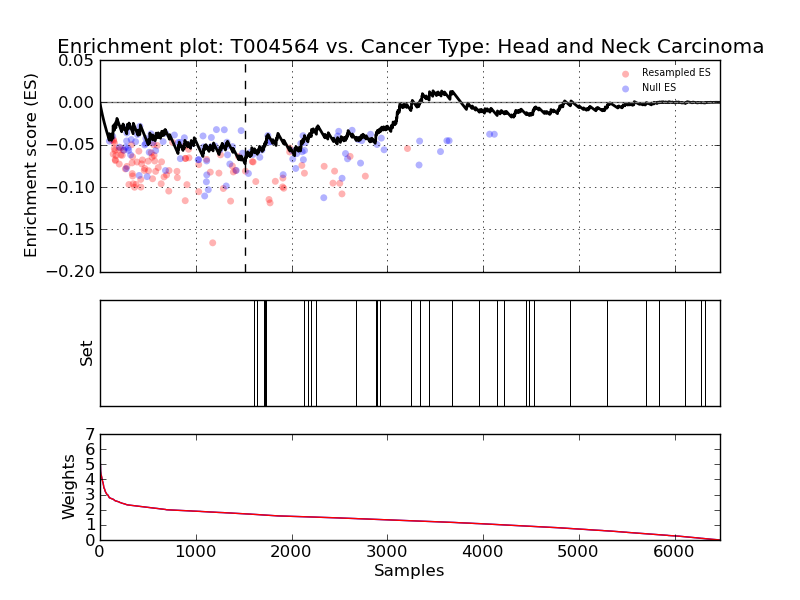 Enrichment plot: T004564 vs. Cancer Type: Head and Neck Carcinoma
Enrichment score (ES)
0.05
0.00
−0.05
−0.10
−0.15
−0.20
Resampled ES
Null ES
Set
Weights
7
6
5
4
3
2
1
0
0 1000 2000 3000 4000 5000 6000
Samples